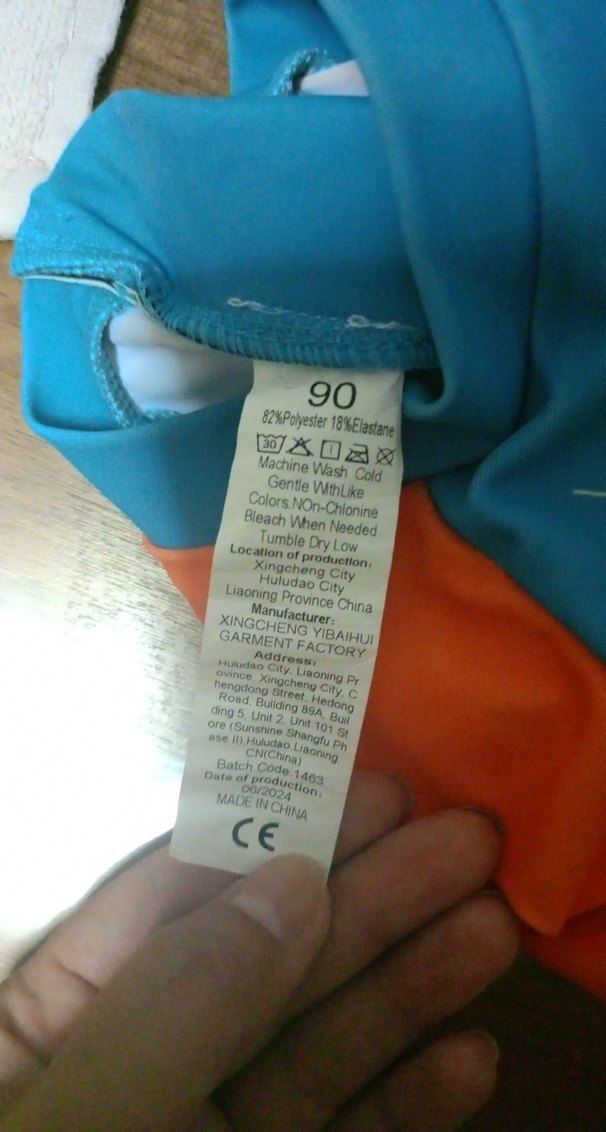 90
82%Polyester 18%Elastane
30
Machine Wash Cold
Gentle WithLike
Colors.NOn-Chlonine
Bleach When Needed
Tumble Dry Low
Location of production:
Xingcheng City
Huludao City
Liaoning Province China
Manufacturer:
XINGCHENG YIBAIHUI
GARMENT FACTORY
Address:
Huludao City, Liaoning Pr
ovince, Xingcheng City, C
hengdong Street, Hedong
Road, Building 89A, Buil
ding 5, Unit 2, Unit 101 St
ore (Sunshine Shangfu Ph
ase II),Huludao Liaoning
CN(China)
Batch Code:1463
Date of production:
06/2024
MADE IN CHINA
CE